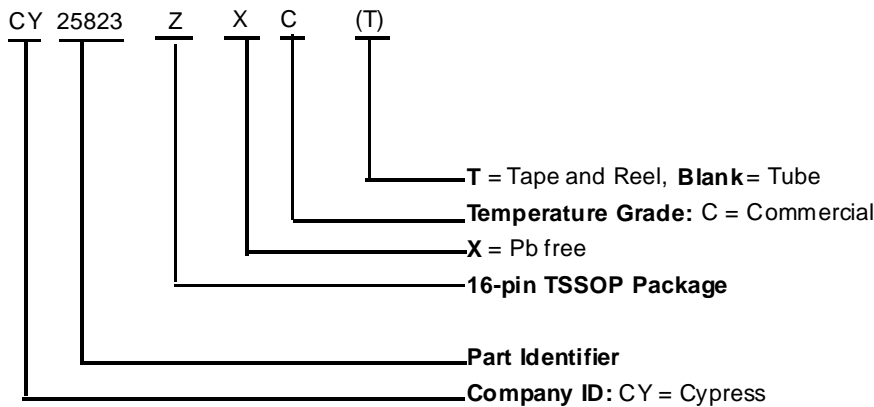 CY 25823 Z X C (T)
T = Tape and Reel, Blank = Tube
Temperature Grade: C = Commercial
X = Pb free
16-pin TSSOP Package
Part Identifier
Company ID: CY = Cypress